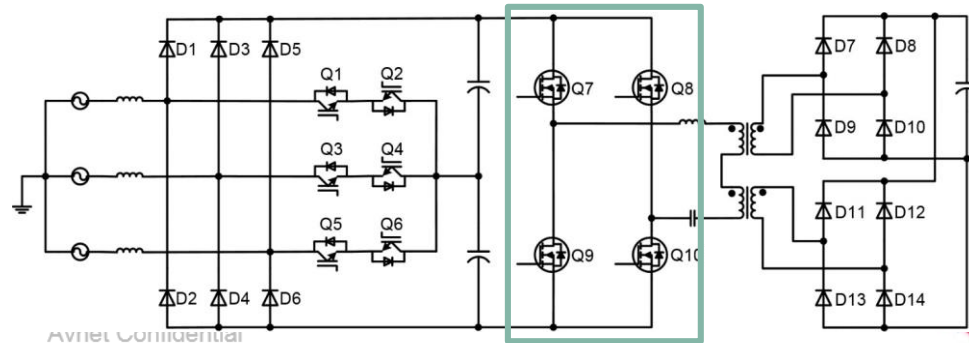 D1 D3 D5
Q1 Q2
Q3 Q4
Q5 Q6
D2 D4 D6
Q7 Q8
Q9 Q10
D7 D8
D9 D10
D11 D12
D13 D14
Avnet Confidential